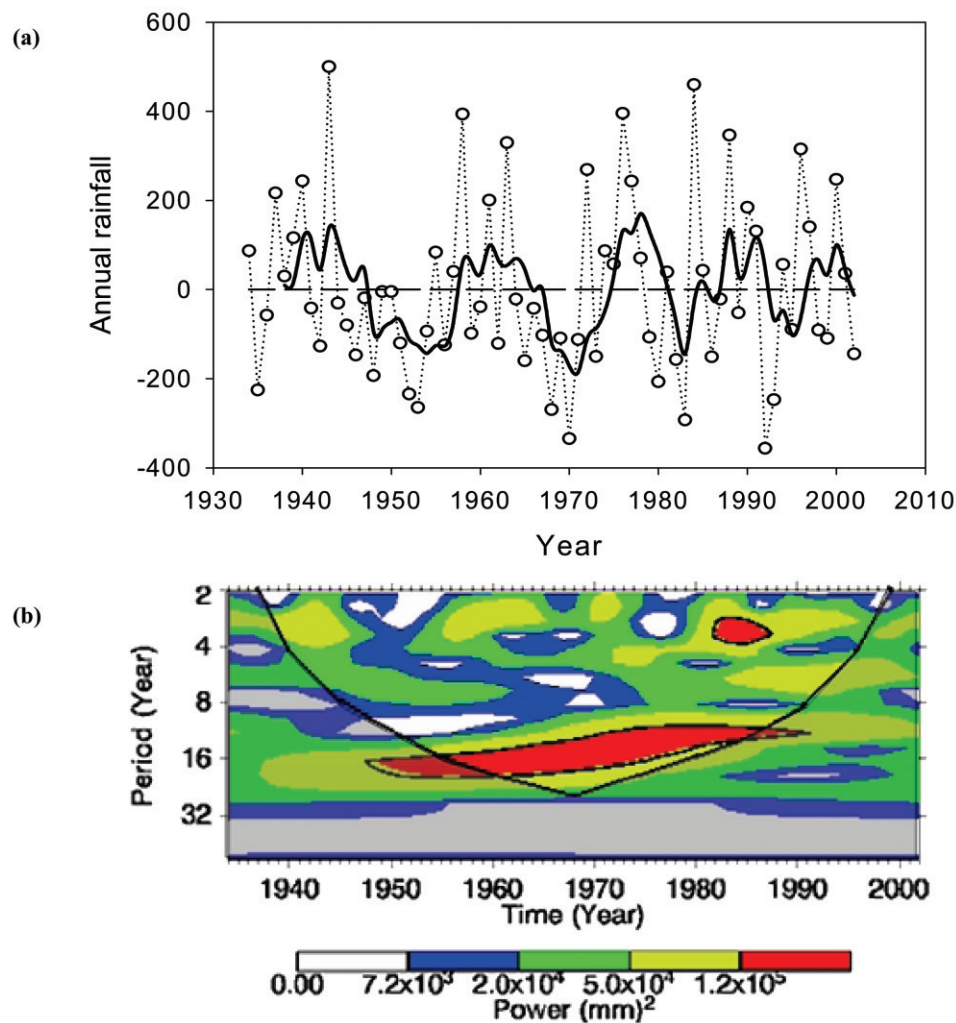 (a)
600
400
200
0
-200
-400
Annual rainfall
1930 1940 1950 1960 1970 1980 1990 2000 2010
Year
(b)
2
4
8
16
32
Period (Year)
1940 1950 1960 1970 1980 1990 2000
Time (Year)
0.00 7.2x10³ 2.0x10⁴ 5.0x10⁴ 1.2x10⁵
Power (mm)²